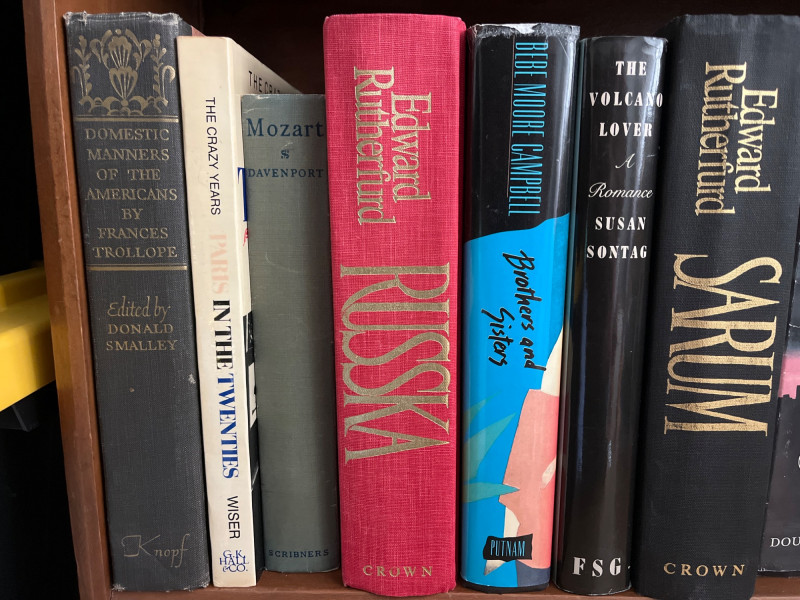 DOMESTIC
MANNERS
OF THE
AMERICANS
BY
FRANCES
TROLLOPE
Edited by
DONALD
SMALLEY
Knopf
THE CRAZY YEARS
PARIS IN THE TWENTIES
WISER
G.K.
HALL
&CO.
Mozart
DAVENPORT
SCRIBNERS
Edward
Rutherfurd
RUSSKA
CROWN
BEBE MOORE CAMPBELL
Brothers and
Sisters
PUTNAM
THE
VOLCANO
LOVER
A
Romance
SUSAN
SONTAG
FSG
Edward
Rutherfurd
SARUM
CROWN
DOU